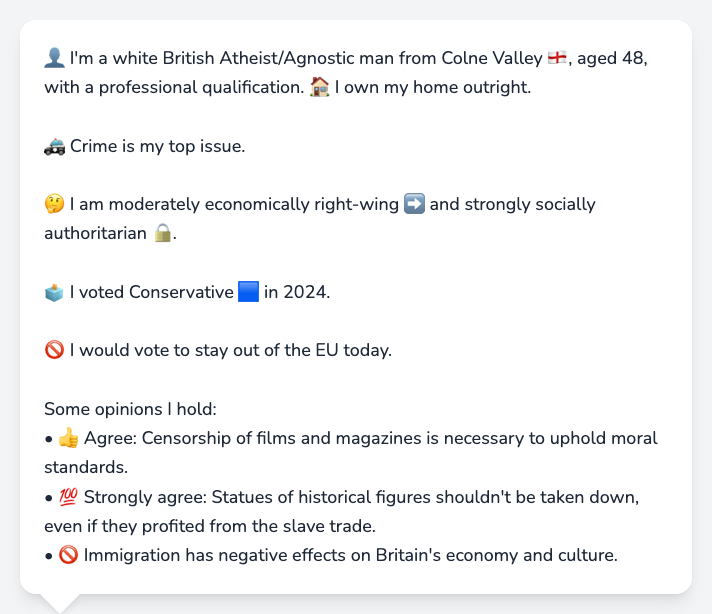 👤 I'm a white British Atheist/Agnostic man from Colne Valley 🏴󠁧󠁢󠁥󠁮󠁧󠁿, aged 48,
with a professional qualification. 🏠 I own my home outright.
🚓 Crime is my top issue.
🤔 I am moderately economically right-wing ➡️ and strongly socially
authoritarian 🔒.
🗳️ I voted Conservative 🟦 in 2024.
🚫 I would vote to stay out of the EU today.
Some opinions I hold:
• 👍 Agree: Censorship of films and magazines is necessary to uphold moral
standards.
• 💯 Strongly agree: Statues of historical figures shouldn't be taken down,
even if they profited from the slave trade.
• 🚫 Immigration has negative effects on Britain's economy and culture.